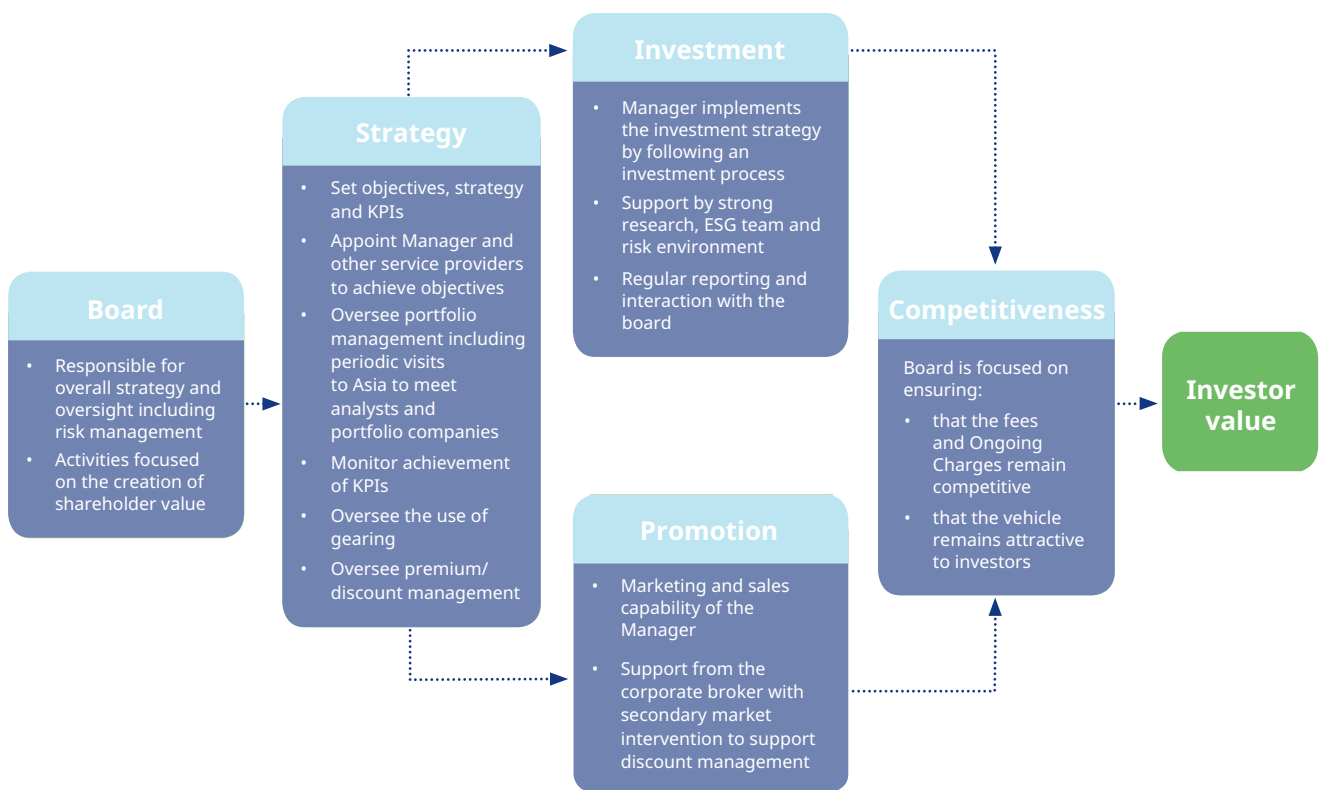 Board
• Responsible for
overall strategy and
oversight including
risk management
• Activities focused
on the creation of
shareholder value
Strategy
• Set objectives, strategy
and KPIs
• Appoint Manager and
other service providers
to achieve objectives
• Oversee portfolio
management including
periodic visits
to Asia to meet
analysts and
portfolio companies
• Monitor achievement
of KPIs
• Oversee the use of
gearing
• Oversee premium/
discount management
Investment
• Manager implements
the investment strategy
by following an
investment process
• Support by strong
research, ESG team and
risk environment
• Regular reporting and
interaction with the
board
Promotion
• Marketing and sales
capability of the
Manager
• Support from the
corporate broker with
secondary market
intervention to support
discount management
Competitiveness
Board is focused on
ensuring:
• that the fees
and Ongoing
Charges remain
competitive
• that the vehicle
remains attractive
to investors
Investor
value